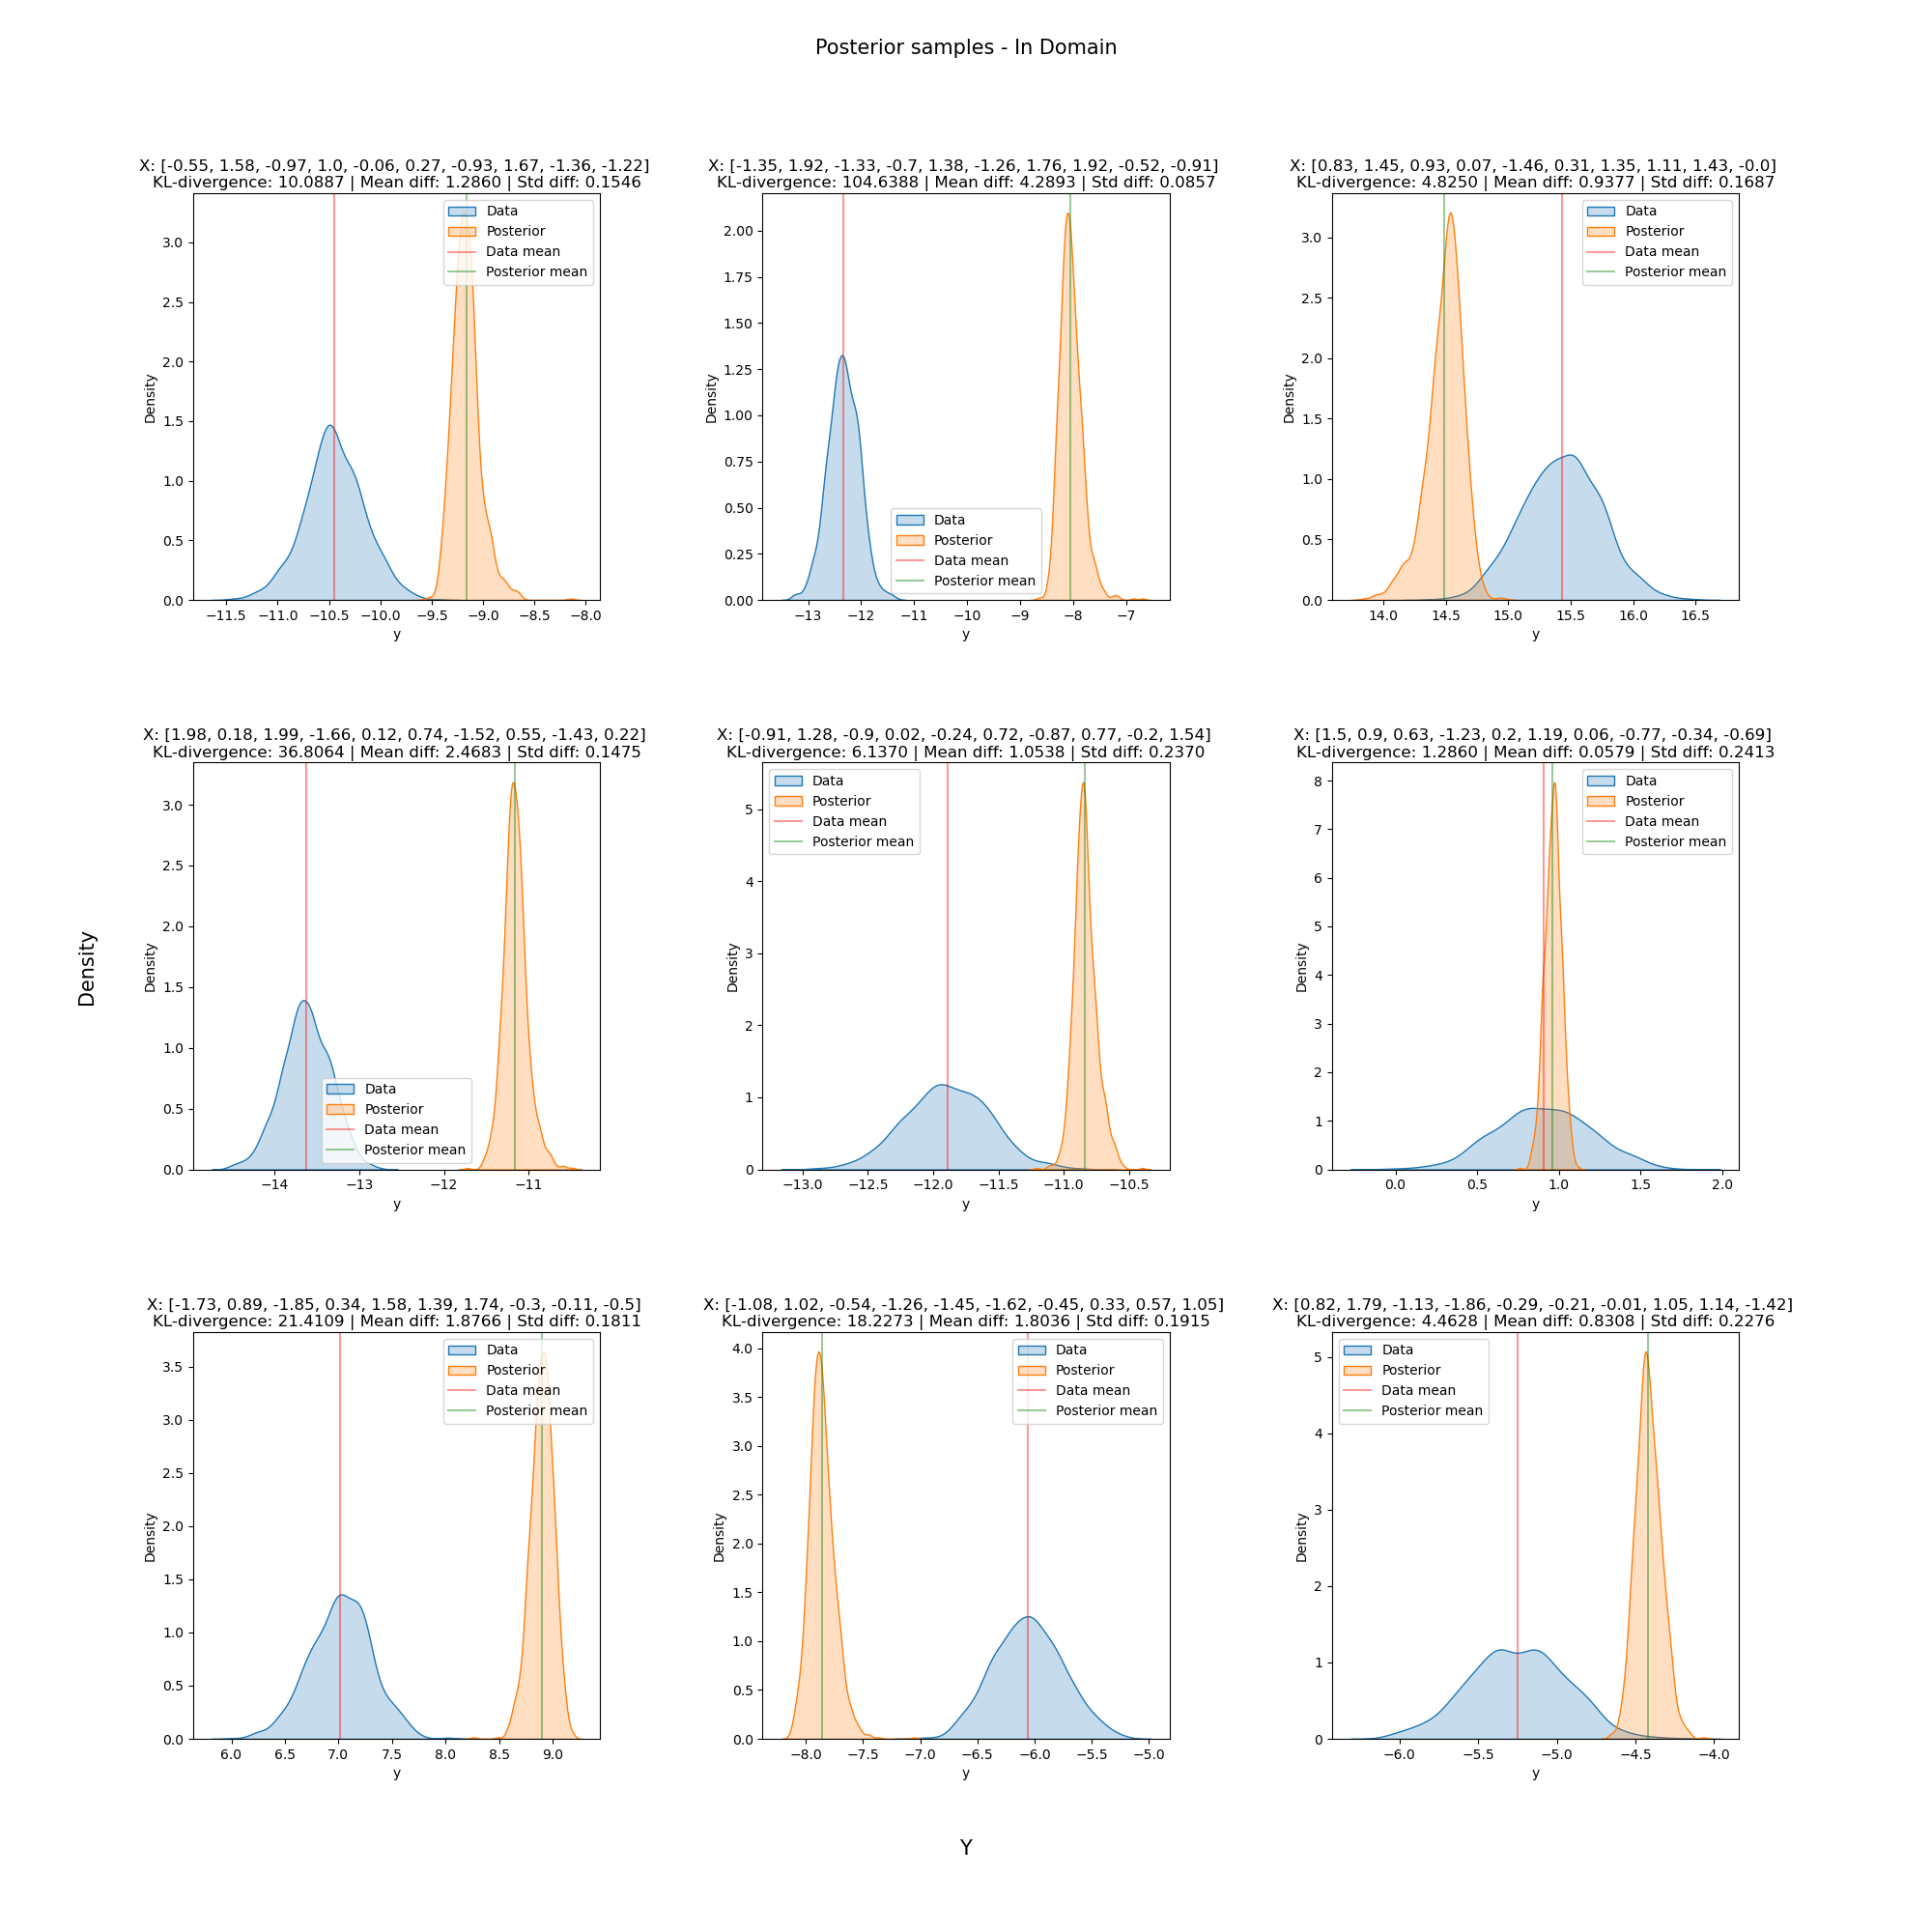 Posterior samples - In Domain
X: [-0.55, 1.58, -0.97, 1.0, -0.06, 0.27, -0.93, 1.67, -1.36, -1.22]
KL-divergence: 10.0887 | Mean diff: 1.2860 | Std diff: 0.1546
Data
Posterior
Data mean
Posterior mean
3.0
2.5
2.0
1.5
1.0
0.5
0.0
Density
−11.5 −11.0 −10.5 −10.0 −9.5 −9.0 −8.5 −8.0
y
X: [-1.35, 1.92, -1.33, -0.7, 1.38, -1.26, 1.76, 1.92, -0.52, -0.91]
KL-divergence: 104.6388 | Mean diff: 4.2893 | Std diff: 0.0857
2.00
1.75
1.50
1.25
1.00
0.75
0.50
0.25
0.00
Density
Data
Posterior
Data mean
Posterior mean
−13 −12 −11 −10 −9 −8 −7
y
X: [0.83, 1.45, 0.93, 0.07, -1.46, 0.31, 1.35, 1.11, 1.43, -0.0]
KL-divergence: 4.8250 | Mean diff: 0.9377 | Std diff: 0.1687
Data
Posterior
Data mean
Posterior mean
3.0
2.5
2.0
1.5
1.0
0.5
0.0
Density
14.0 14.5 15.0 15.5 16.0 16.5
y
Density
X: [1.98, 0.18, 1.99, -1.66, 0.12, 0.74, -1.52, 0.55, -1.43, 0.22]
KL-divergence: 36.8064 | Mean diff: 2.4683 | Std diff: 0.1475
3.0
2.5
2.0
1.5
1.0
0.5
0.0
Density
Data
Posterior
Data mean
Posterior mean
−14 −13 −12 −11
y
X: [-0.91, 1.28, -0.9, 0.02, -0.24, 0.72, -0.87, 0.77, -0.2, 1.54]
KL-divergence: 6.1370 | Mean diff: 1.0538 | Std diff: 0.2370
Data
Posterior
Data mean
Posterior mean
5
4
3
2
1
0
Density
−13.0 −12.5 −12.0 −11.5 −11.0 −10.5
y
X: [1.5, 0.9, 0.63, -1.23, 0.2, 1.19, 0.06, -0.77, -0.34, -0.69]
KL-divergence: 1.2860 | Mean diff: 0.0579 | Std diff: 0.2413
Data
Posterior
Data mean
Posterior mean
8
7
6
5
4
3
2
1
0
Density
0.0 0.5 1.0 1.5 2.0
y
X: [-1.73, 0.89, -1.85, 0.34, 1.58, 1.39, 1.74, -0.3, -0.11, -0.5]
KL-divergence: 21.4109 | Mean diff: 1.8766 | Std diff: 0.1811
Data
Posterior
Data mean
Posterior mean
3.5
3.0
2.5
2.0
1.5
1.0
0.5
0.0
Density
6.0 6.5 7.0 7.5 8.0 8.5 9.0
y
X: [-1.08, 1.02, -0.54, -1.26, -1.45, -1.62, -0.45, 0.33, 0.57, 1.05]
KL-divergence: 18.2273 | Mean diff: 1.8036 | Std diff: 0.1915
Data
Posterior
Data mean
Posterior mean
4.0
3.5
3.0
2.5
2.0
1.5
1.0
0.5
0.0
Density
−8.0 −7.5 −7.0 −6.5 −6.0 −5.5 −5.0
y
X: [0.82, 1.79, -1.13, -1.86, -0.29, -0.21, -0.01, 1.05, 1.14, -1.42]
KL-divergence: 4.4628 | Mean diff: 0.8308 | Std diff: 0.2276
Data
Posterior
Data mean
Posterior mean
5
4
3
2
1
0
Density
−6.0 −5.5 −5.0 −4.5 −4.0
y
Y